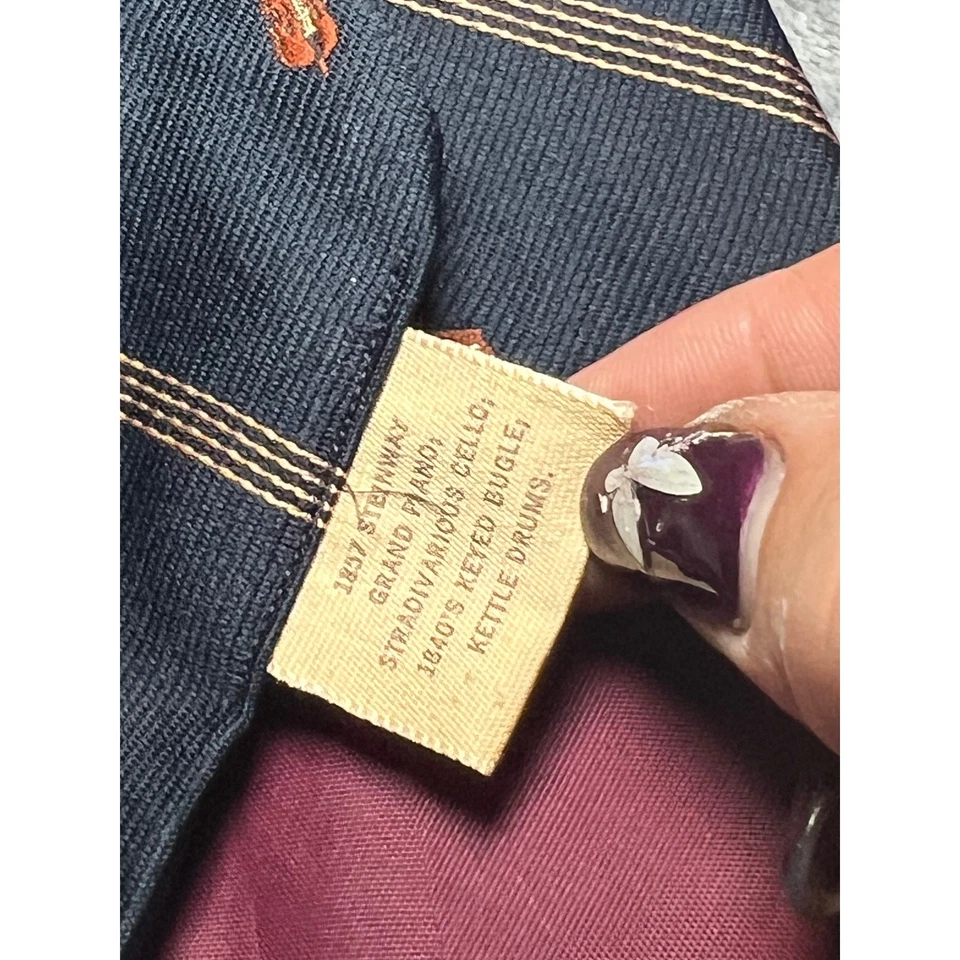 1857 STEINWAY
GRAND PIANO,
STRADIVARIOUS CELLO,
1840'S KEYED BUGLE,
KETTLE DRUMS.